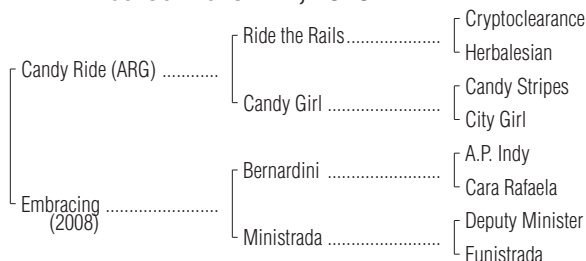 Cryptoclearance
Ride the Rails
Herbalesian
Candy Ride (ARG)
Candy Stripes
Candy Girl
City Girl
A.P. Indy
Bernardini
Cara Rafaela
Embracing
(2008)
Deputy Minister
Ministrada
Funistrada